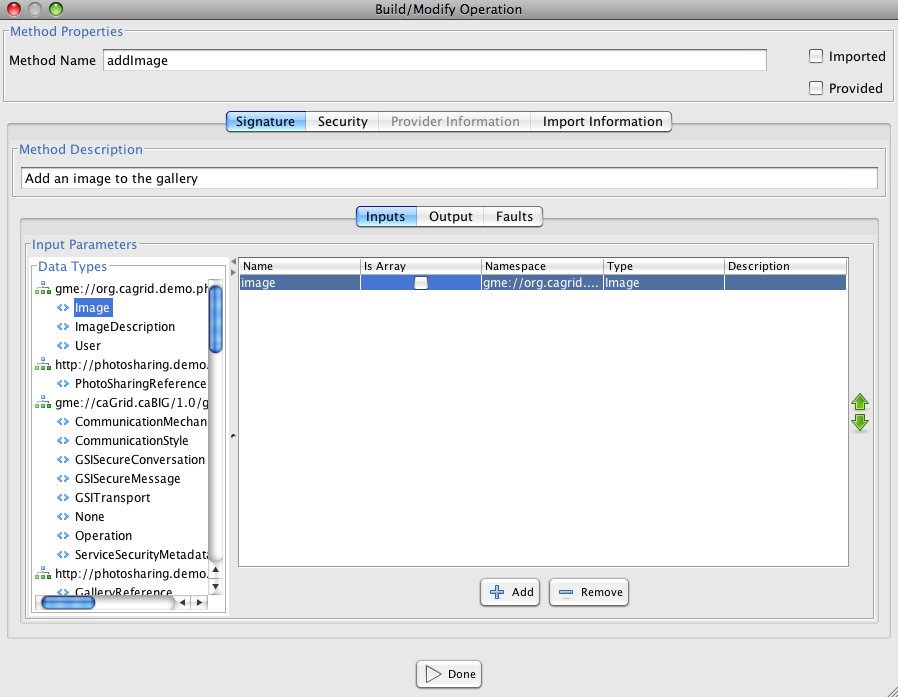 Build/Modify Operation
Method Properties
Method Name addImage
Imported
Provided
Signature Security Provider Information Import Information
Method Description
Add an image to the gallery
Inputs Output Faults
Input Parameters
Data Types
gme://org.cagrid.demo.ph
Image
ImageDescription
User
http://photosharing.demo.
PhotoSharingReference
gme://caGrid.caBIG/1.0/g
CommunicationMechan
CommunicationStyle
GSISecureConversation
GSISecureMessage
GSITransport
None
Operation
ServiceSecurityMetadata
http://photosharing.demo.
GalleryReference
Name Is Array Namespace Type Description
image gme://org.cagrid.... Image
Add Remove
Done